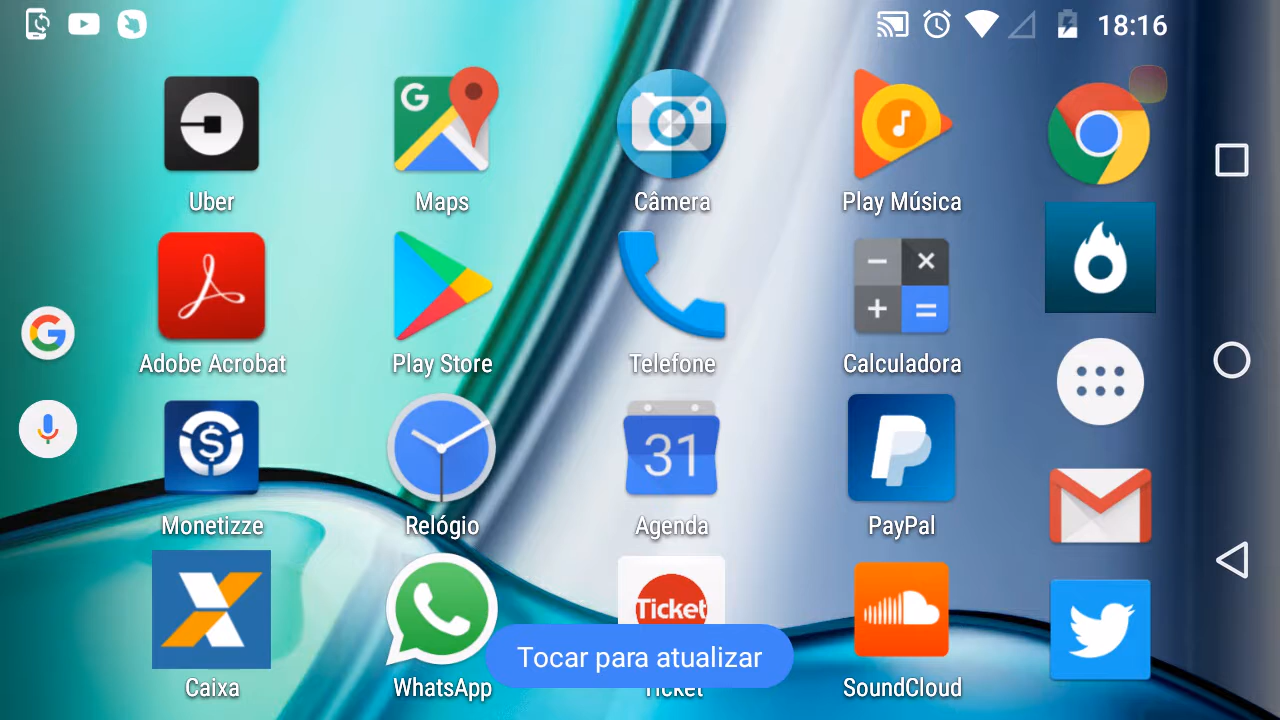 18:16
Uber
Maps
Câmera
Play Música
Adobe Acrobat
Play Store
Telefone
Calculadora
31
Monetizze
Relógio
Agenda
PayPal
Ticket
Caixa
WhatsApp
Tocar para atualizar
Ticket
SoundCloud